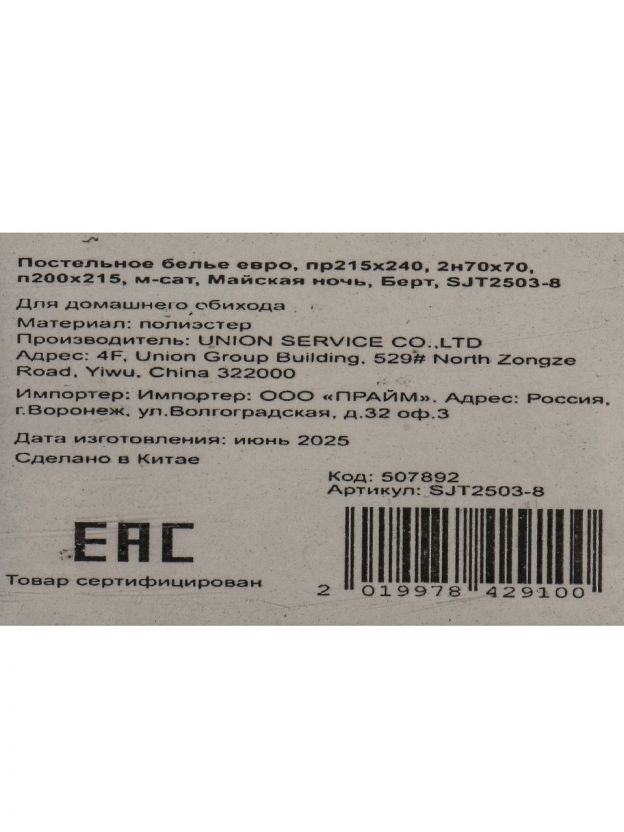 Постельное белье евро, пр215х240, 2н70х70,
п200х215, м-сат, Майская ночь, Берт, SJT2503-8
Для домашнего обихода
Материал: полиэстер
Производитель: UNION SERVICE CO.,LTD
Адрес: 4F, Union Group Building, 529# North Zongze
Road, Yiwu, China 322000
Импортер: Импортер: ООО «ПРАЙМ». Адрес: Россия,
г.Воронеж, ул.Волгоградская, д.32 оф.3
Дата изготовления: июнь 2025
Сделано в Китае
Код: 507892
Артикул: SJT2503-8
EAC
Товар сертифицирован
2 019978 429100